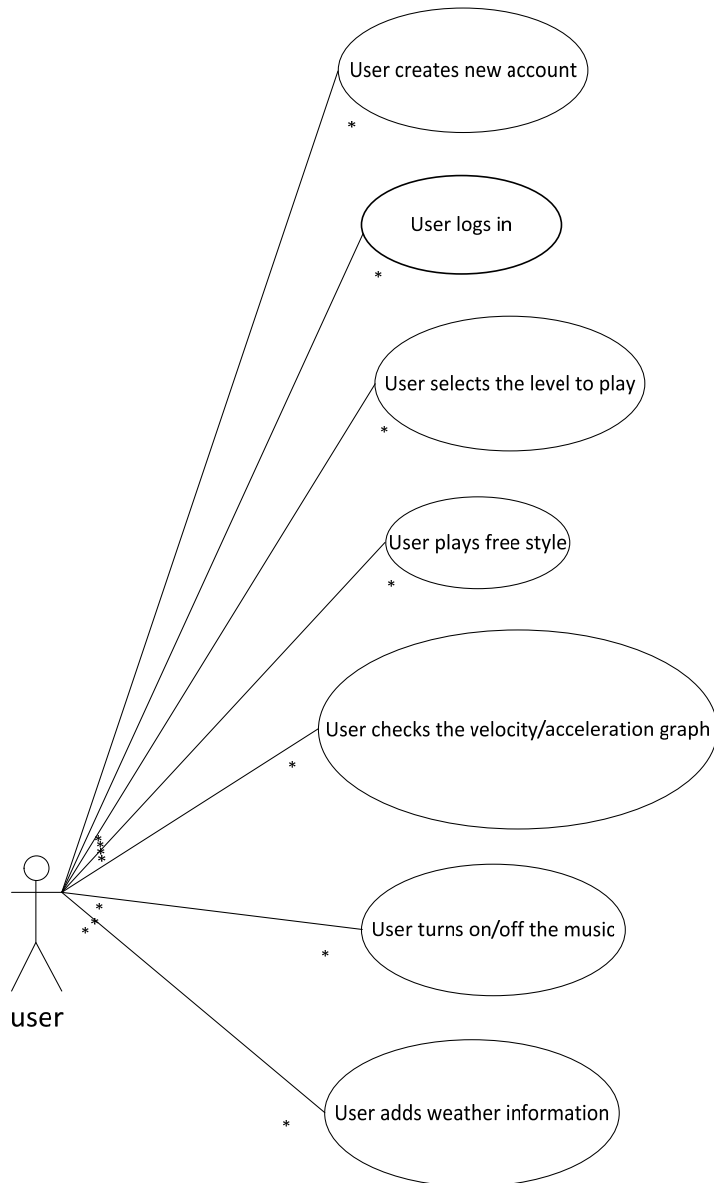 User creates new account
*
User logs in
*
User selects the level to play
*
User plays free style
*
User checks the velocity/acceleration graph
*
*
*
*
*
*
User turns on/off the music
*
*
*
user
User adds weather information
*